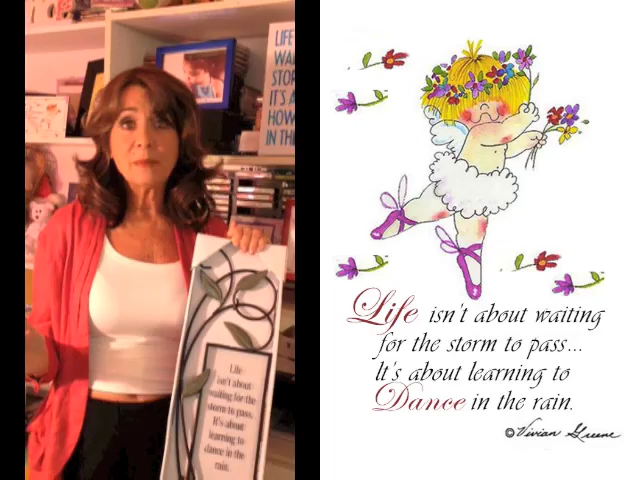 LIFE
WAI
STOR
IT'S A
HOW
IN TH
Life
isn't about
waiting for the
storm to pass.
It's about
learning to
dance in the
rain.
Life isn't about waiting
for the storm to pass...
It's about learning to
Dance in the rain.
©Vivian Greene